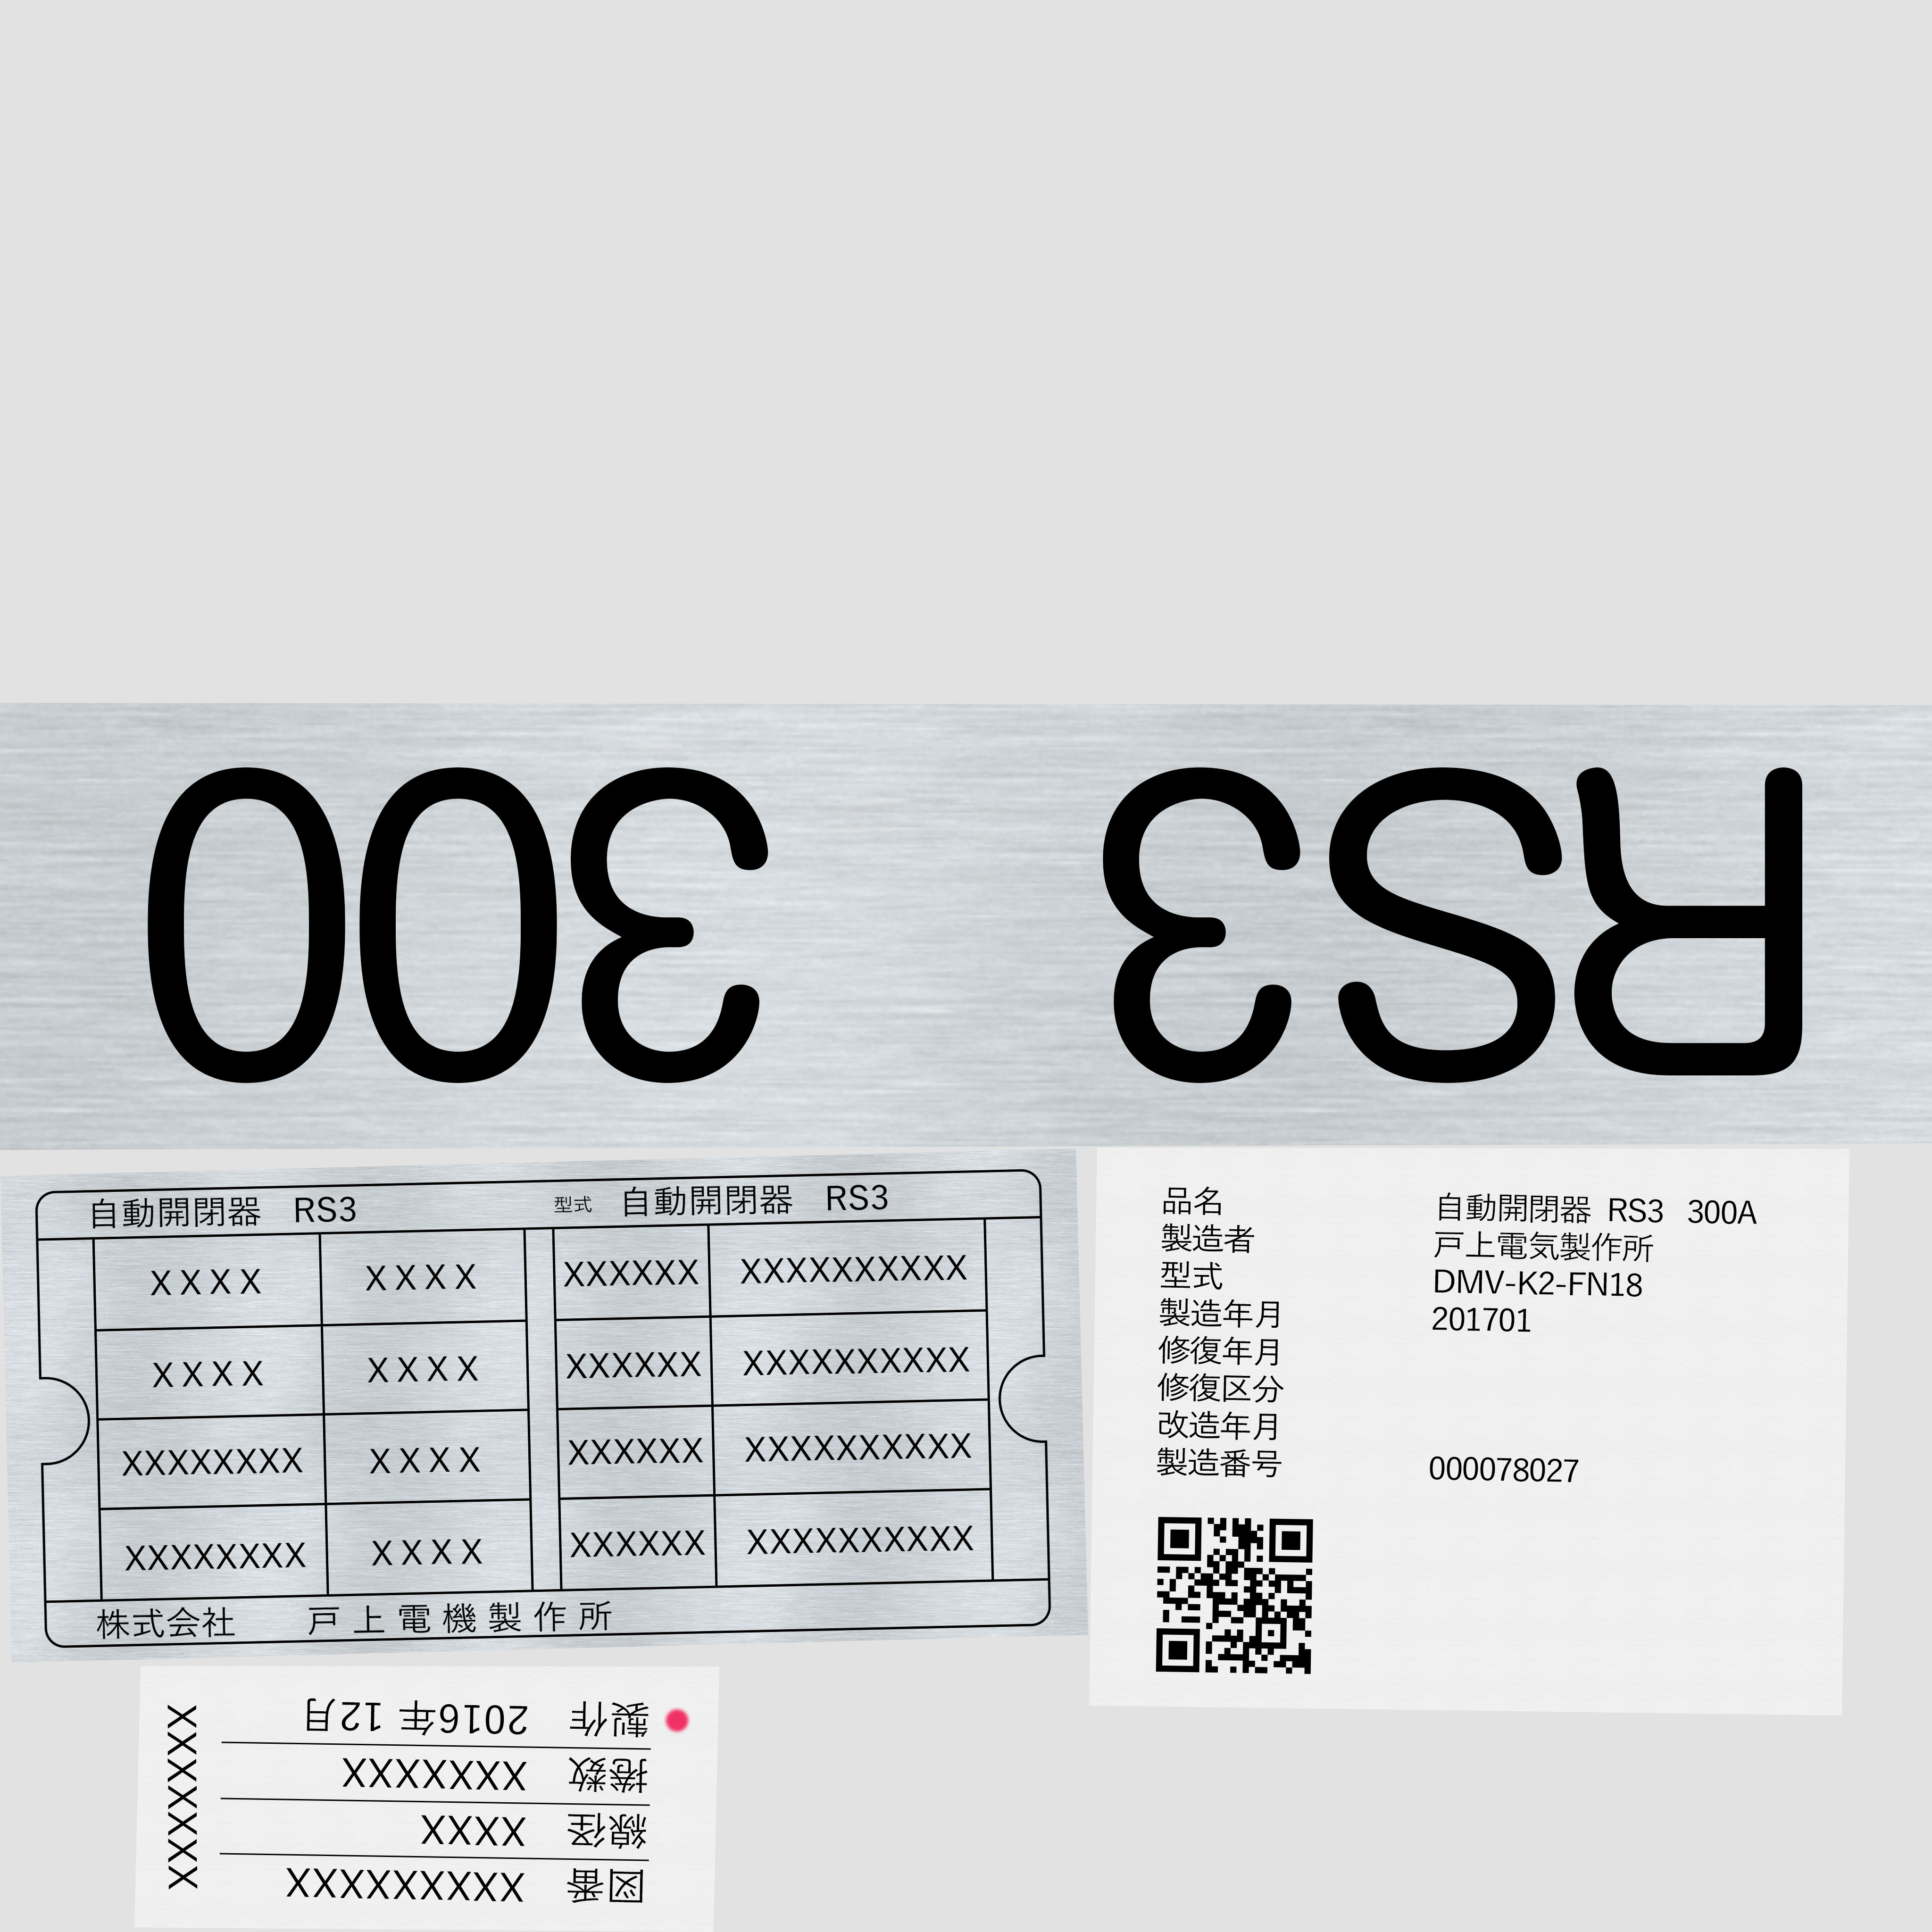 RS3 300
自動開閉器 RS3 型式 自動開閉器 RS3
XXXX XXXX XXXXXX XXXXXXXXXX
XXXX XXXX XXXXXX XXXXXXXXXX
XXXXXXXX XXXX XXXXXX XXXXXXXXXX
XXXXXXXX XXXX XXXXXX XXXXXXXXXX
株式会社 戸上電機製作所
品名 自動開閉器 RS3 300A
製造者 戸上電気製作所
型式 DMV-K2-FN18
製造年月 201701
修復年月
修復区分
改造年月
製造番号 000078027
図番 XXXXXXXXX
線径 XXXX
捲数 XXXXXXX
製作 2016年 12月
XXXXXXX